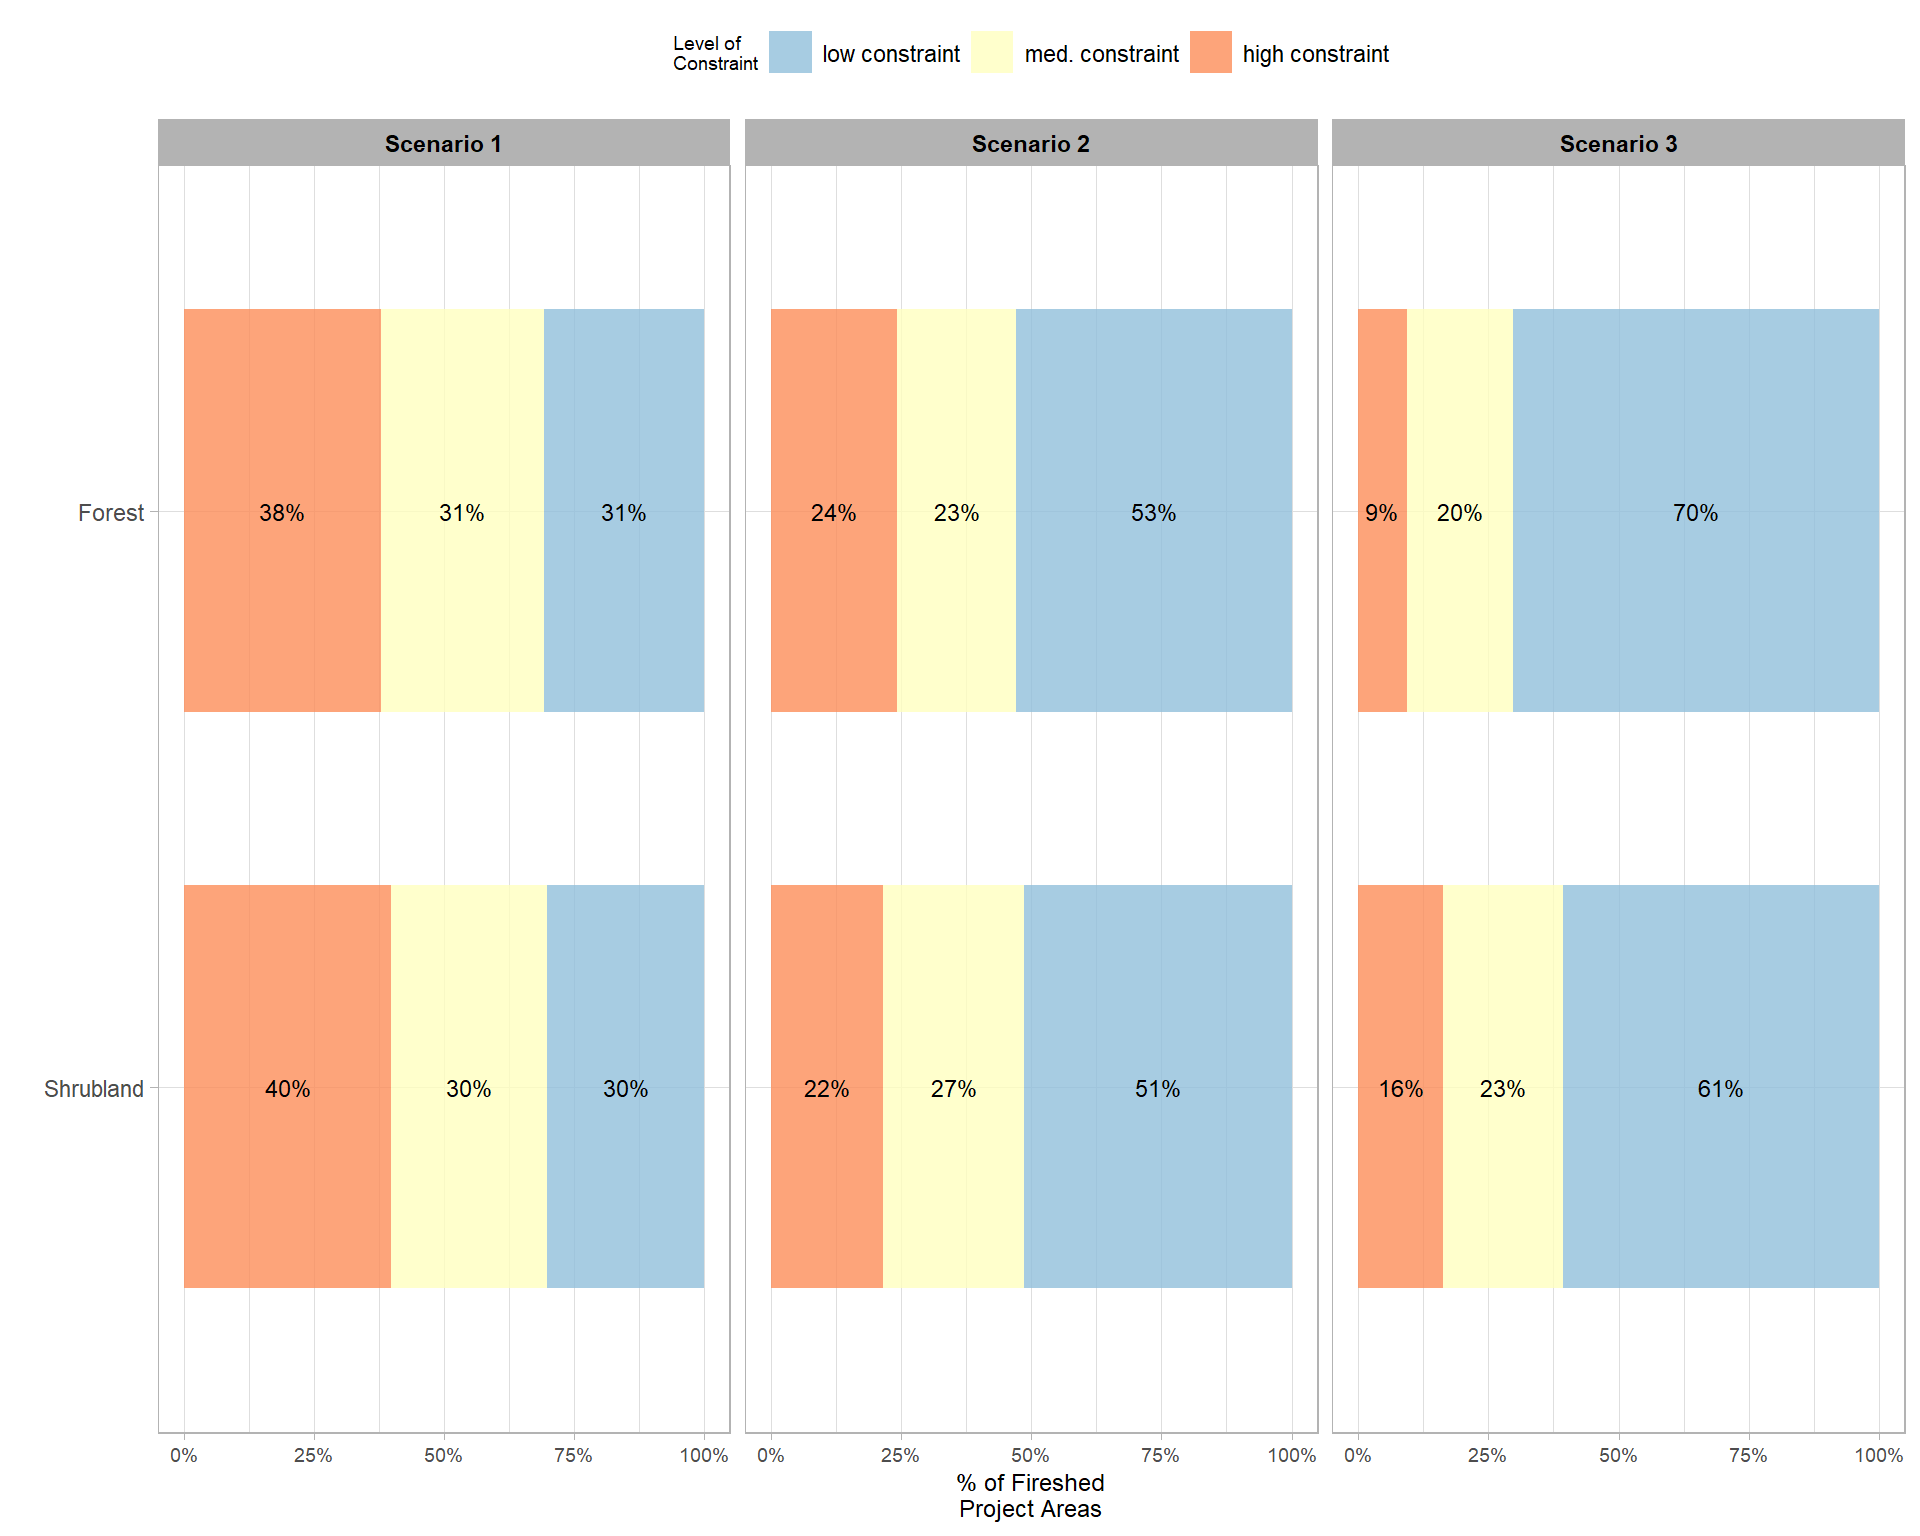 Level of
Constraint
low constraint
med. constraint
high constraint
Scenario 1
Scenario 2
Scenario 3
Forest
38%
31%
31%
24%
23%
53%
9%
20%
70%
Shrubland
40%
30%
30%
22%
27%
51%
16%
23%
61%
0%
25%
50%
75%
100%
0%
25%
50%
75%
100%
0%
25%
50%
75%
100%
% of Fireshed
Project Areas